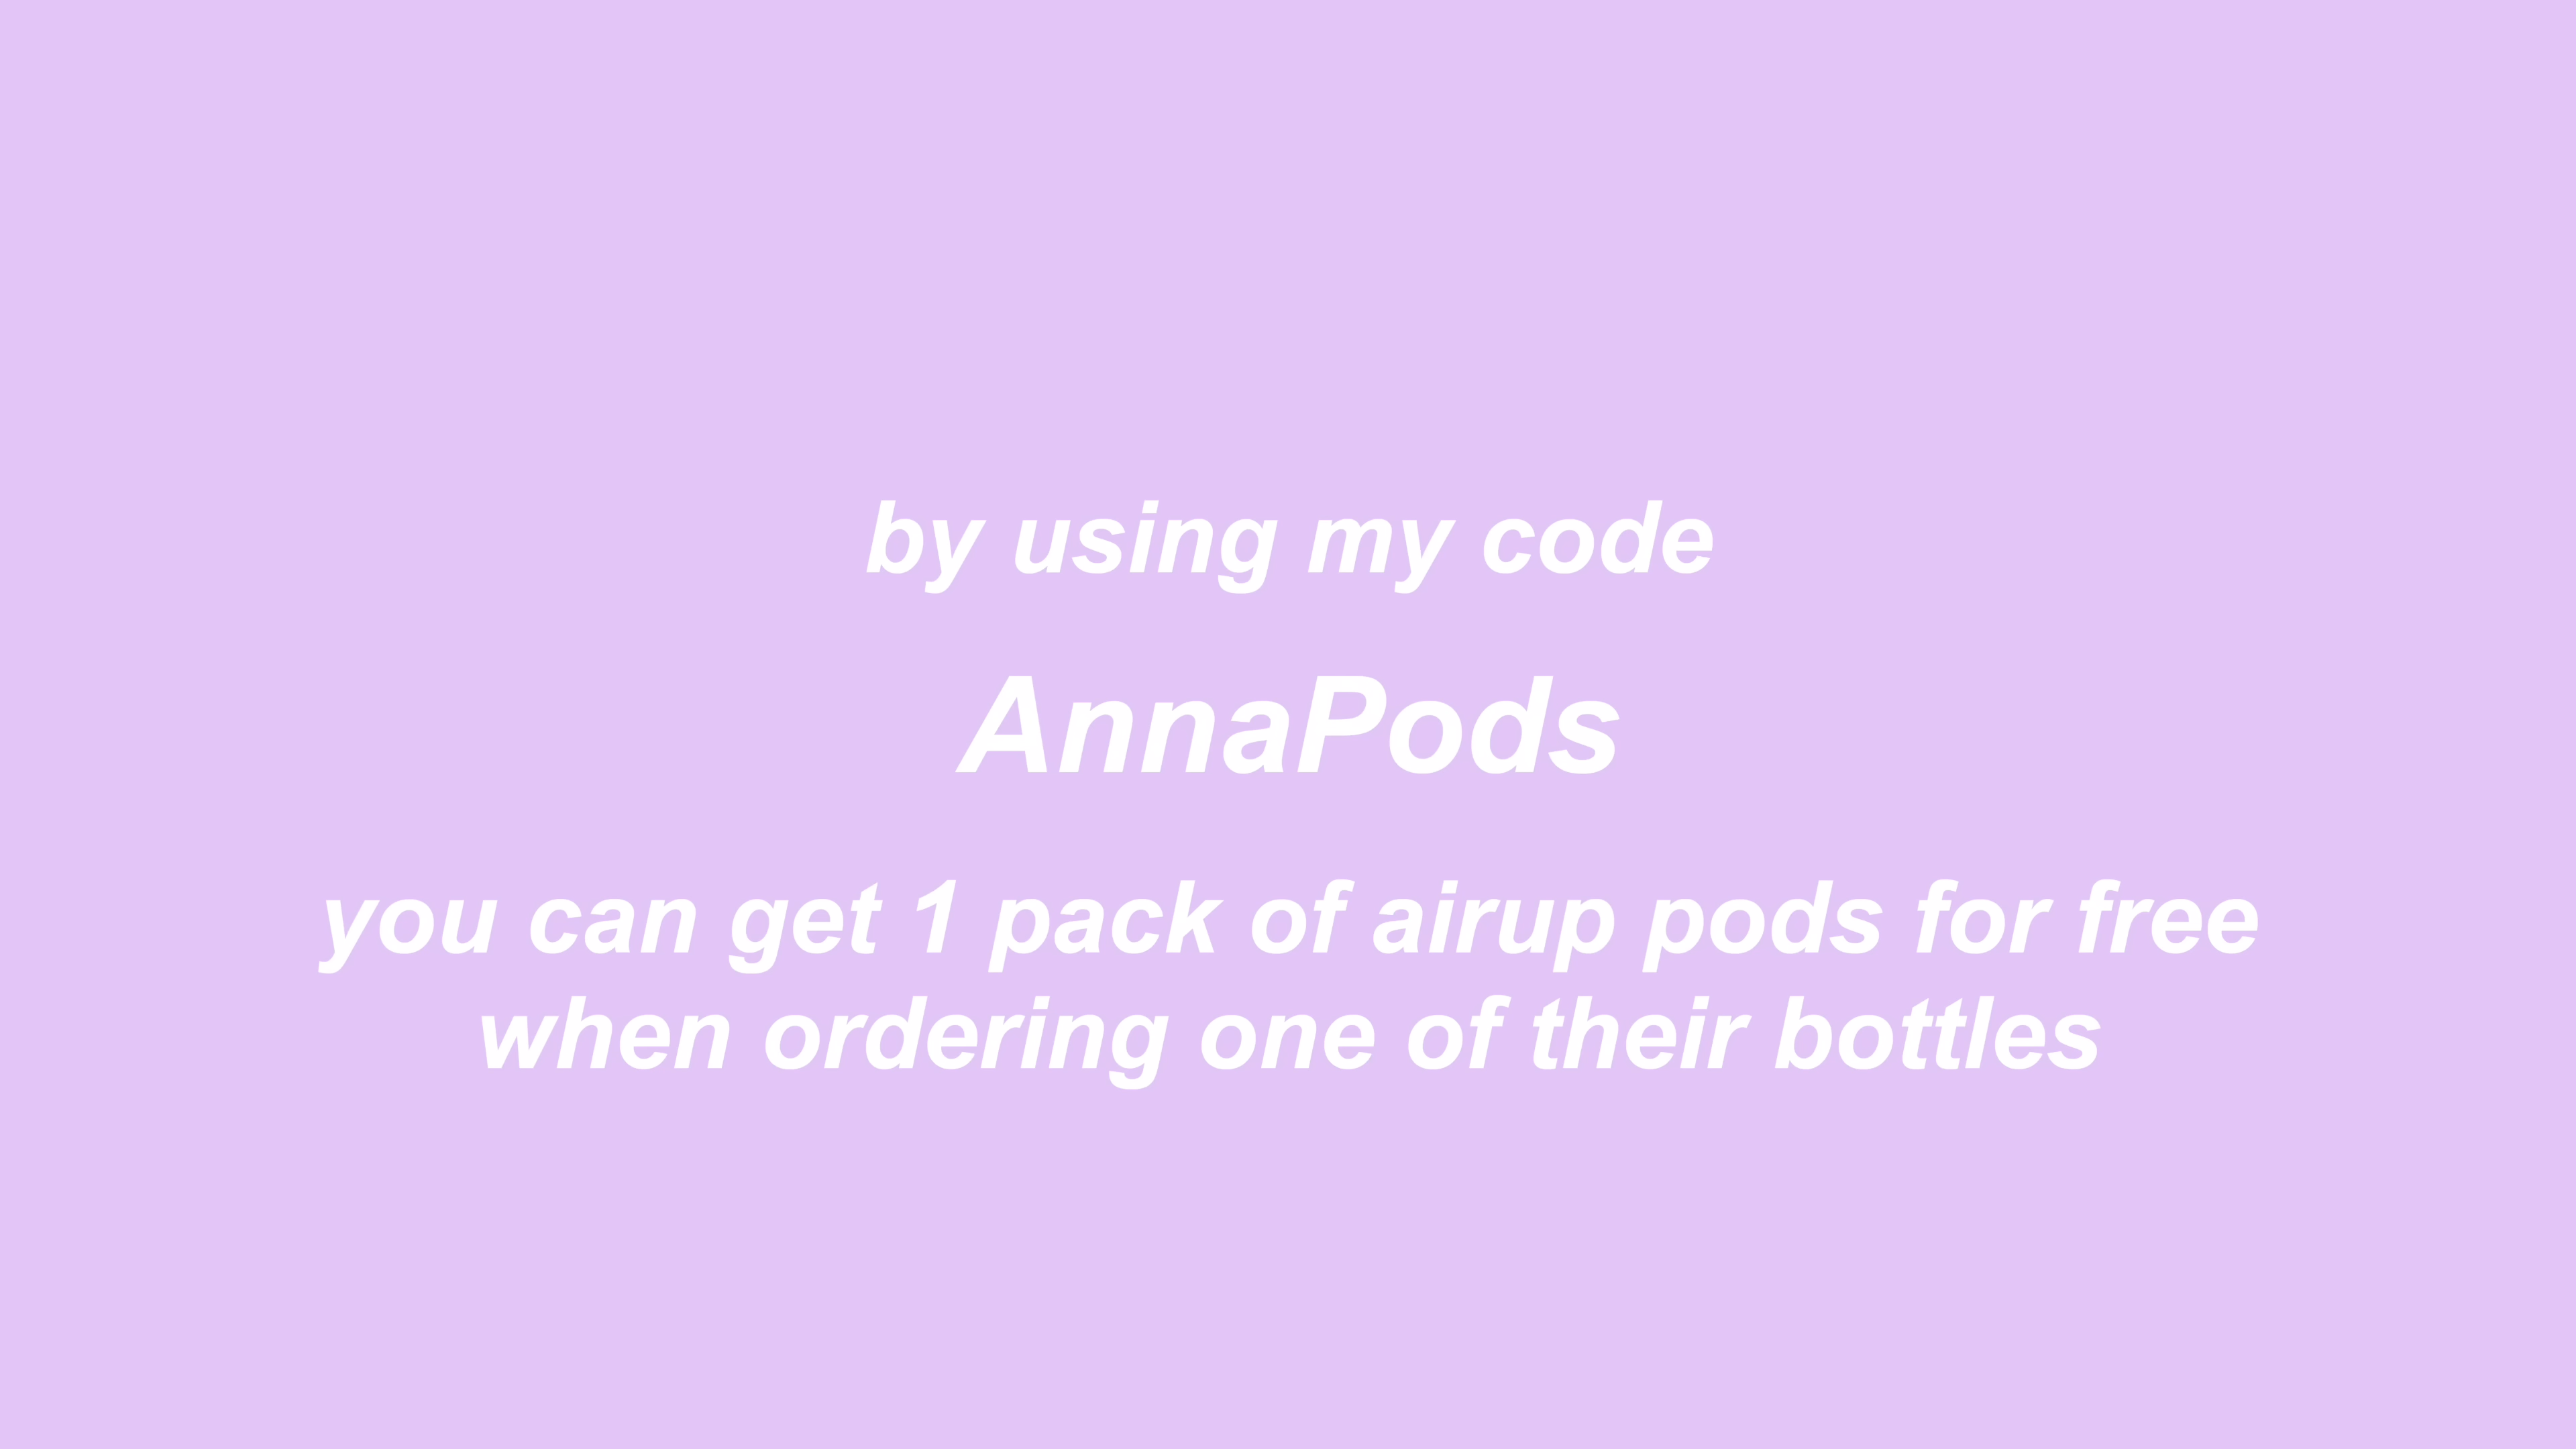 by using my code
AnnaPods
you can get 1 pack of airup pods for free
when ordering one of their bottles